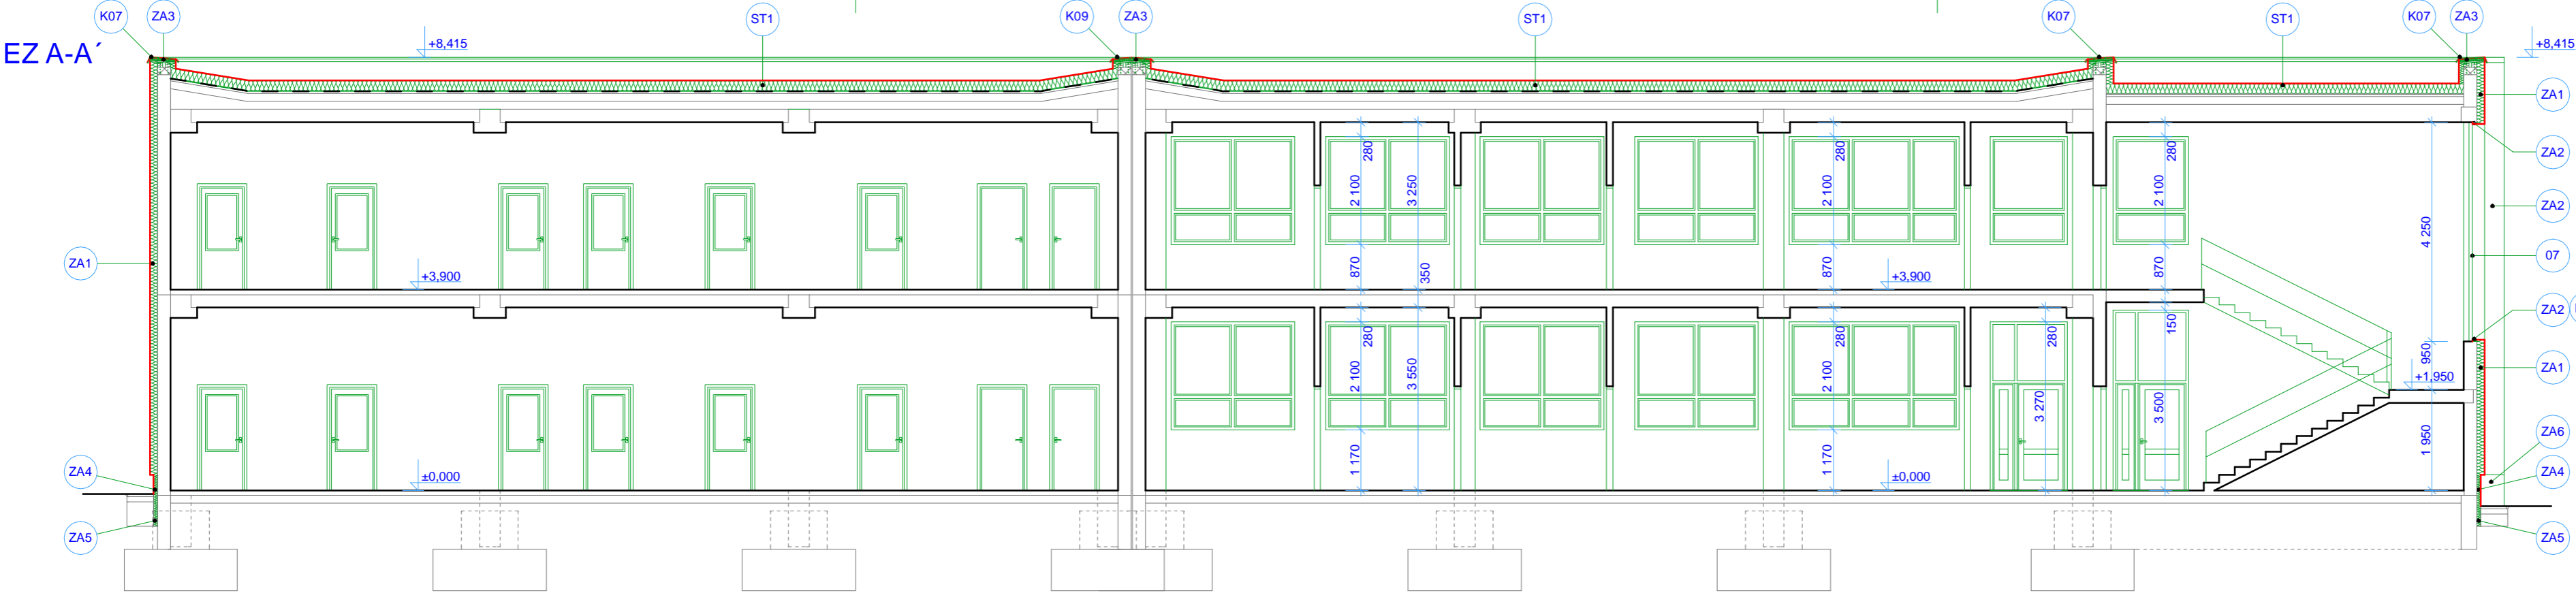 K07
ZA3
ST1
K09
ZA3
ST1
K07
ST1
K07
ZA3
EZ A-A´
+8,415
+8,415
ZA1
280
280
280
ZA2
2 100
3 250
2 100
2 100
ZA2
4 250
ZA1
07
+3,900
870
350
870
+3,900
870
ZA2
280
280
280
150
950
2 100
3 550
2 100
ZA1
+1,950
3 270
3 500
ZA6
1 950
ZA4
±0,000
1 170
1 170
±0,000
ZA4
ZA5
ZA5